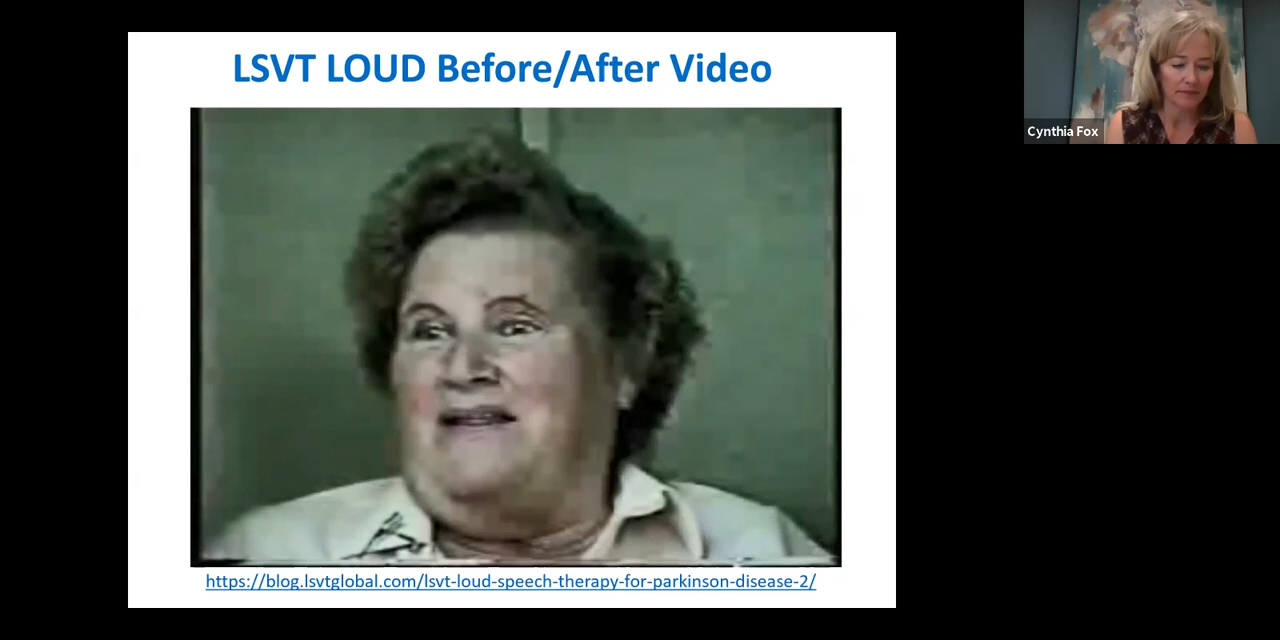 LSVT LOUD Before/After Video
Cynthia Fox
https://blog.lsvtglobal.com/lsvt-loud-speech-therapy-for-parkinson-disease-2/